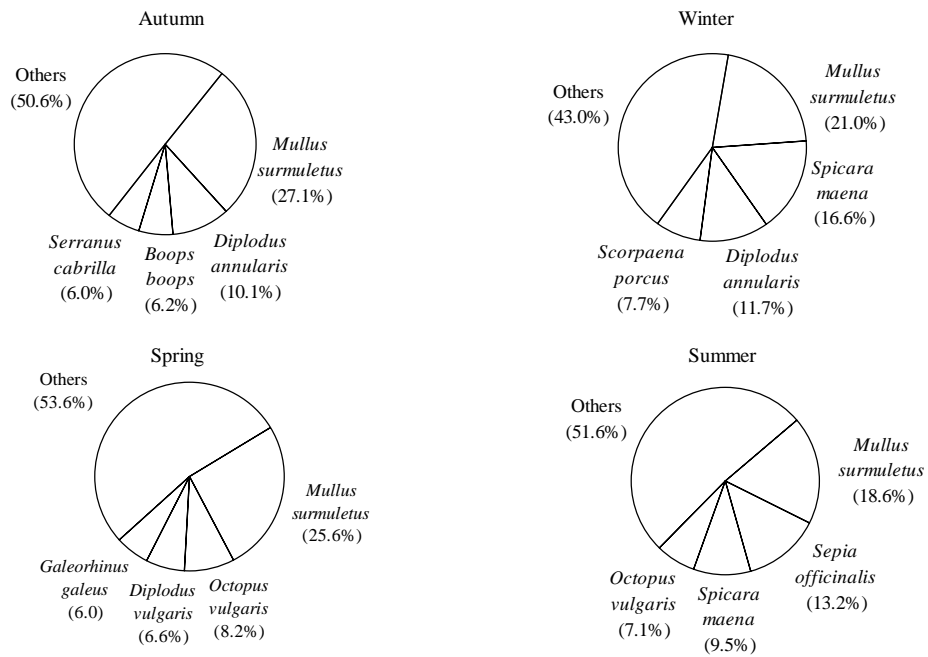 Autumn
Others
(50.6%)
Mullus
surmuletus
(27.1%)
Diplodus
annularis
(10.1%)
Boops
boops
(6.2%)
Serranus
cabrilla
(6.0%)
Winter
Others
(43.0%)
Mullus
surmuletus
(21.0%)
Spicara
maena
(16.6%)
Diplodus
annularis
(11.7%)
Scorpaena
porcus
(7.7%)
Spring
Others
(53.6%)
Mullus
surmuletus
(25.6%)
Octopus
vulgaris
(8.2%)
Diplodus
vulgaris
(6.6%)
Galeorhinus
galeus
(6.0)
Summer
Others
(51.6%)
Mullus
surmuletus
(18.6%)
Sepia
officinalis
(13.2%)
Spicara
maena
(9.5%)
Octopus
vulgaris
(7.1%)